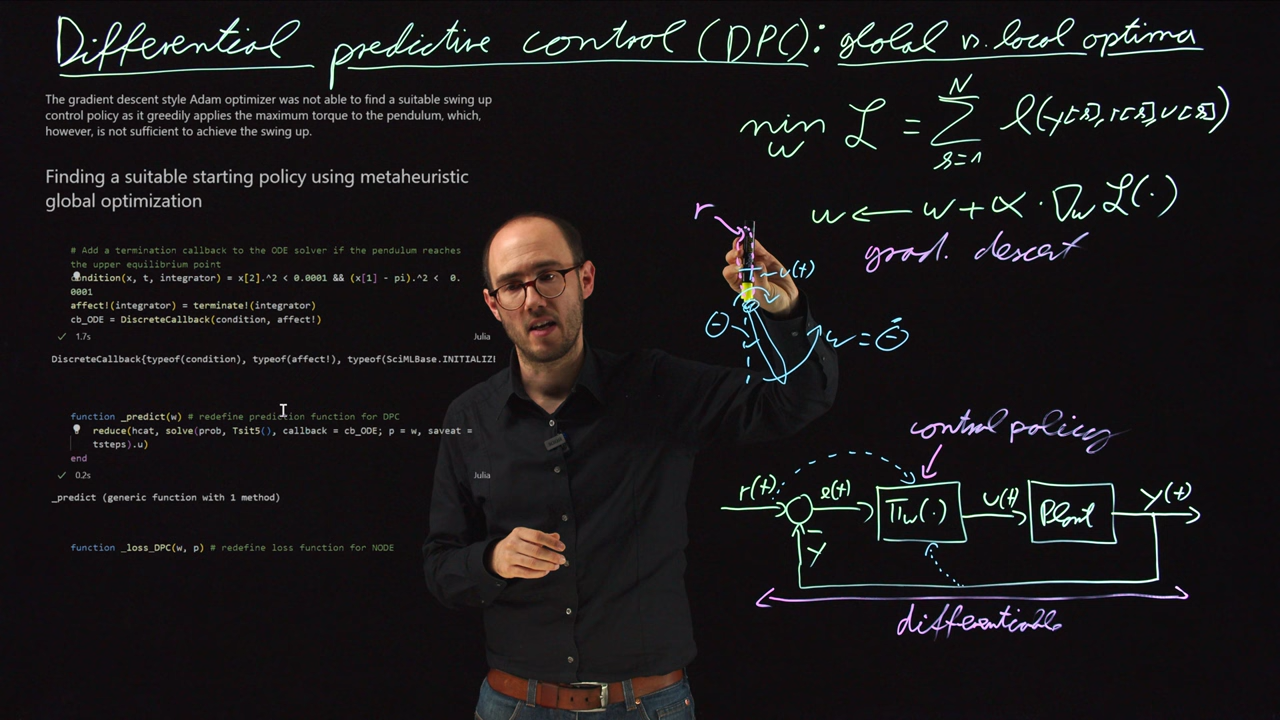 Differential predictive control (DPC): global vs. local optima
The gradient descent style Adam optimizer was not able to find a suitable swing up
control policy as it greedily applies the maximum torque to the pendulum, which,
however, is not sufficient to achieve the swing up.
Finding a suitable starting policy using metaheuristic
global optimization
# Add a termination callback to the ODE solver if the pendulum reaches
the upper equilibrium point
condition(x, t, integrator) = x[2].^2 < 0.0001 && (x[1] - pi).^2 < 0.
0001
affect!(integrator) = terminate!(integrator)
cb_ODE = DiscreteCallback(condition, affect!)
1.7s
Julia
DiscreteCallback{typeof(condition), typeof(affect!), typeof(SciMLBase.INITIALIZ
function _predict(w) # redefine prediction function for DPC
reduce(hcat, solve(prob, Tsit5(), callback = cb_ODE; p = w, saveat =
tsteps).u)
end
0.2s
Julia
_predict (generic function with 1 method)
function _loss_DPC(w, p) # redefine loss function for NODE
min w L = N Σ k=1 l(y[k], r[k], u[k])
w ← w + α · ∇w L(·)
grad. descent
r
u(t)
Θ
ω = Θ̇
control policy
r(t)
e(t)
πw(·)
u(t)
Plant
y(t)
−
y
differentiable